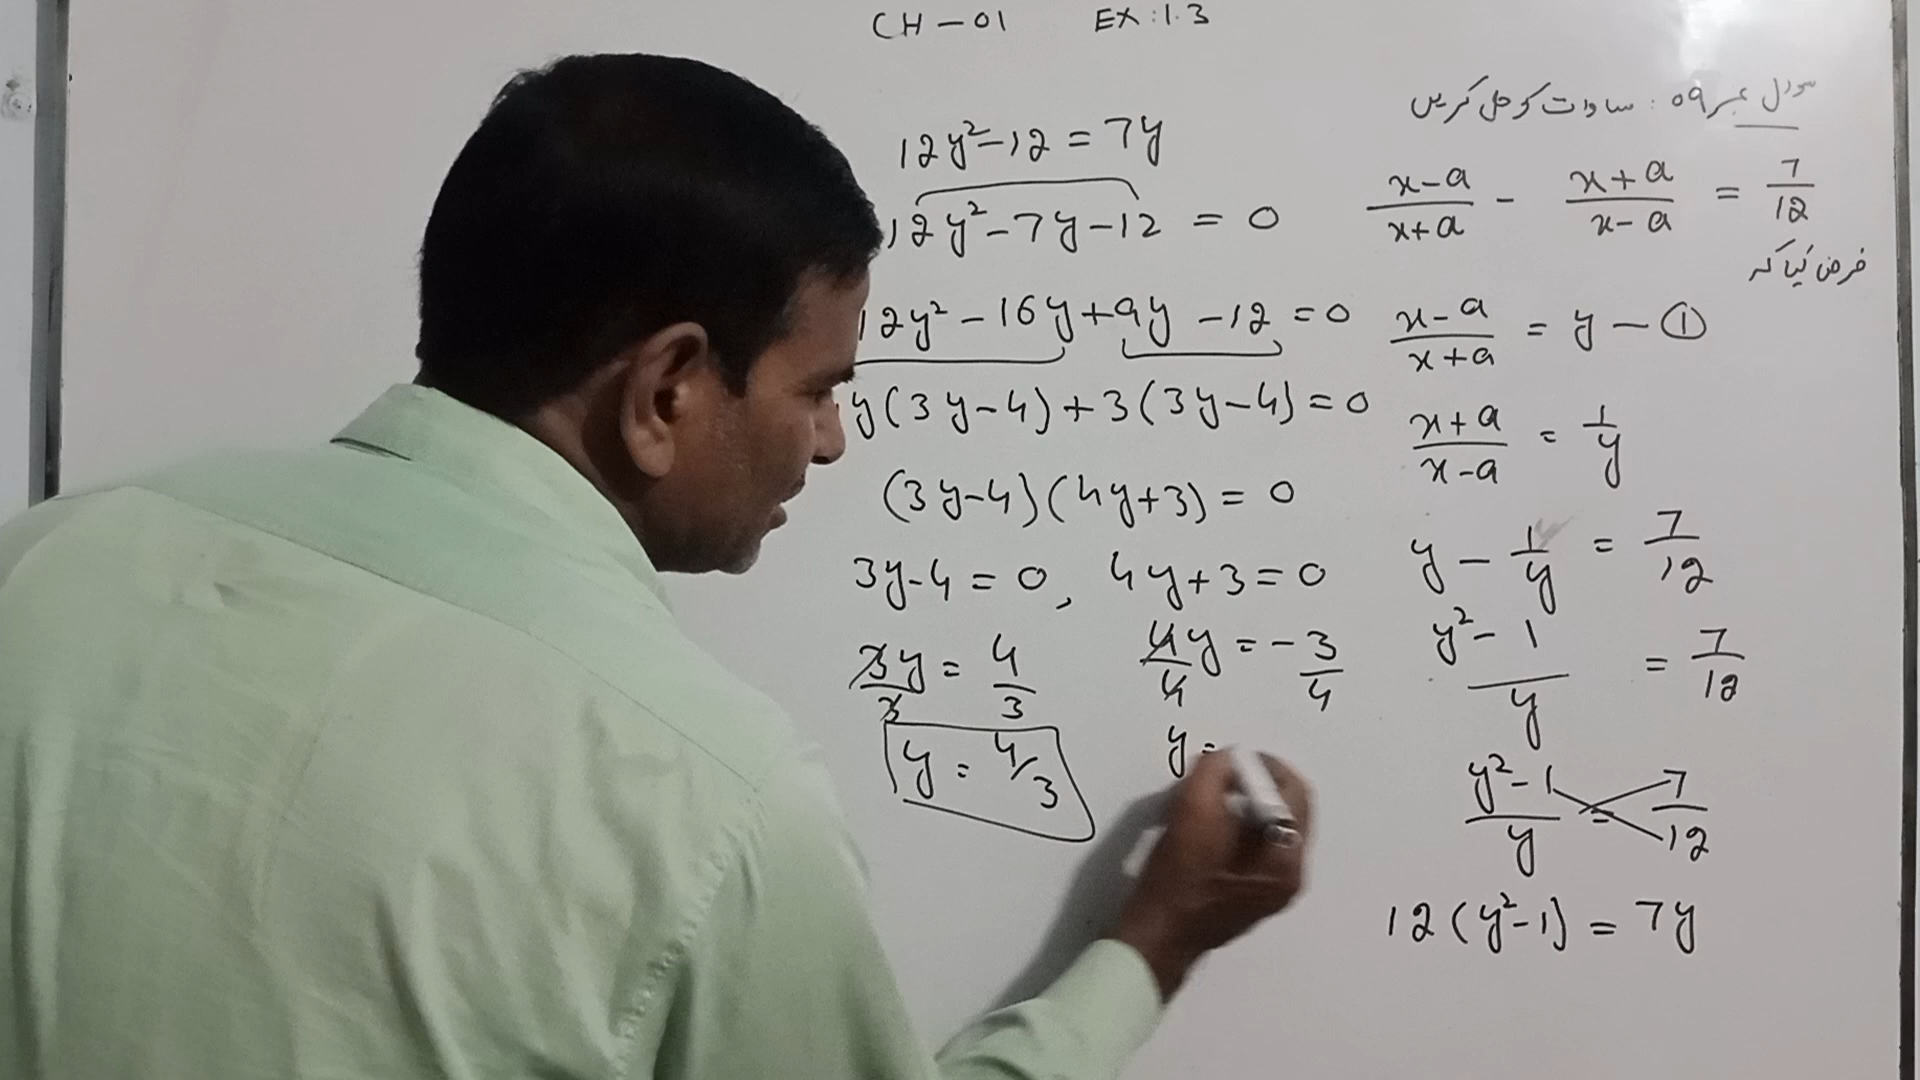 CH-01 EX:1.3
سوال نمبر 09: مساوات کو حل کریں
(x-a)/(x+a) - (x+a)/(x-a) = 7/12
فرض کیا کہ
(x-a)/(x+a) = y - ①
(x+a)/(x-a) = 1/y
y - 1/y = 7/12
y² - 1 / y = 7/12
(y²-1)/y = 7/12
12(y²-1) = 7y
12y²-12 = 7y
12y²-7y-12 = 0
12y²-16y+9y-12=0
y(3y-4)+3(3y-4)=0
(3y-4)(4y+3)=0
3y-4=0, 4y+3=0
3y/3 = 4/3 4y/4 = -3/4
y = 4/3 y =